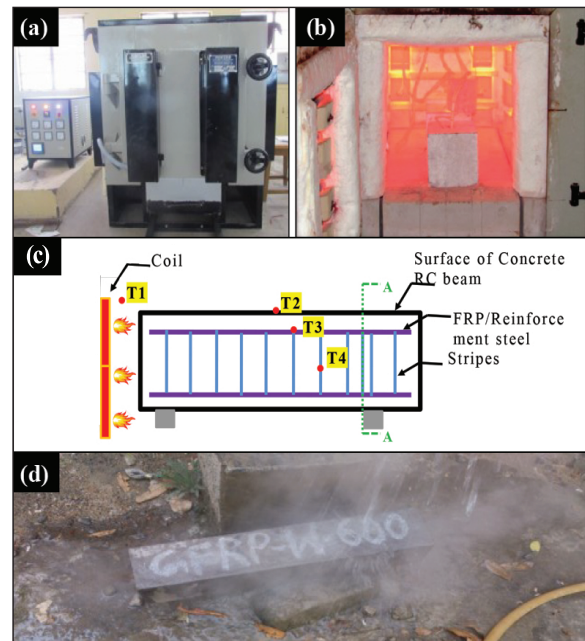 (a)
(b)
(c)
Coil
T1
T2
T3
T4
A
Surface of Concrete
RC beam
FRP/Reinforce
ment steel
Stripes
A
(d)
GFRP-W-600